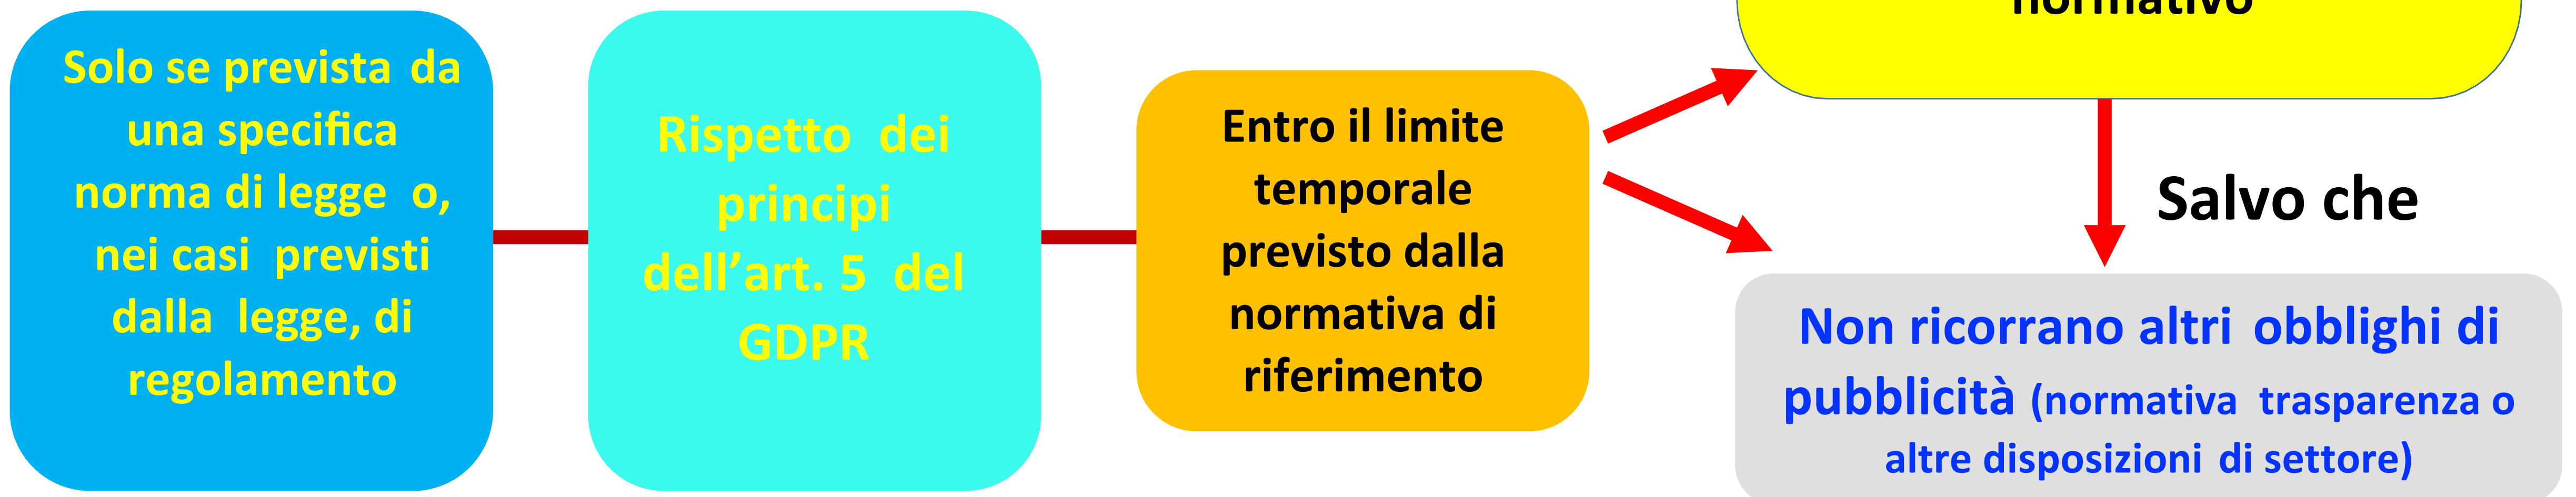 Solo se prevista da
una specifica
norma di legge o,
nei casi previsti
dalla legge, di
regolamento
Rispetto dei
principi
dell’art. 5 del
GDPR
Entro il limite
temporale
previsto dalla
normativa di
riferimento
normativo
Salvo che
Non ricorrano altri obblighi di
pubblicità (normativa trasparenza o
altre disposizioni di settore)